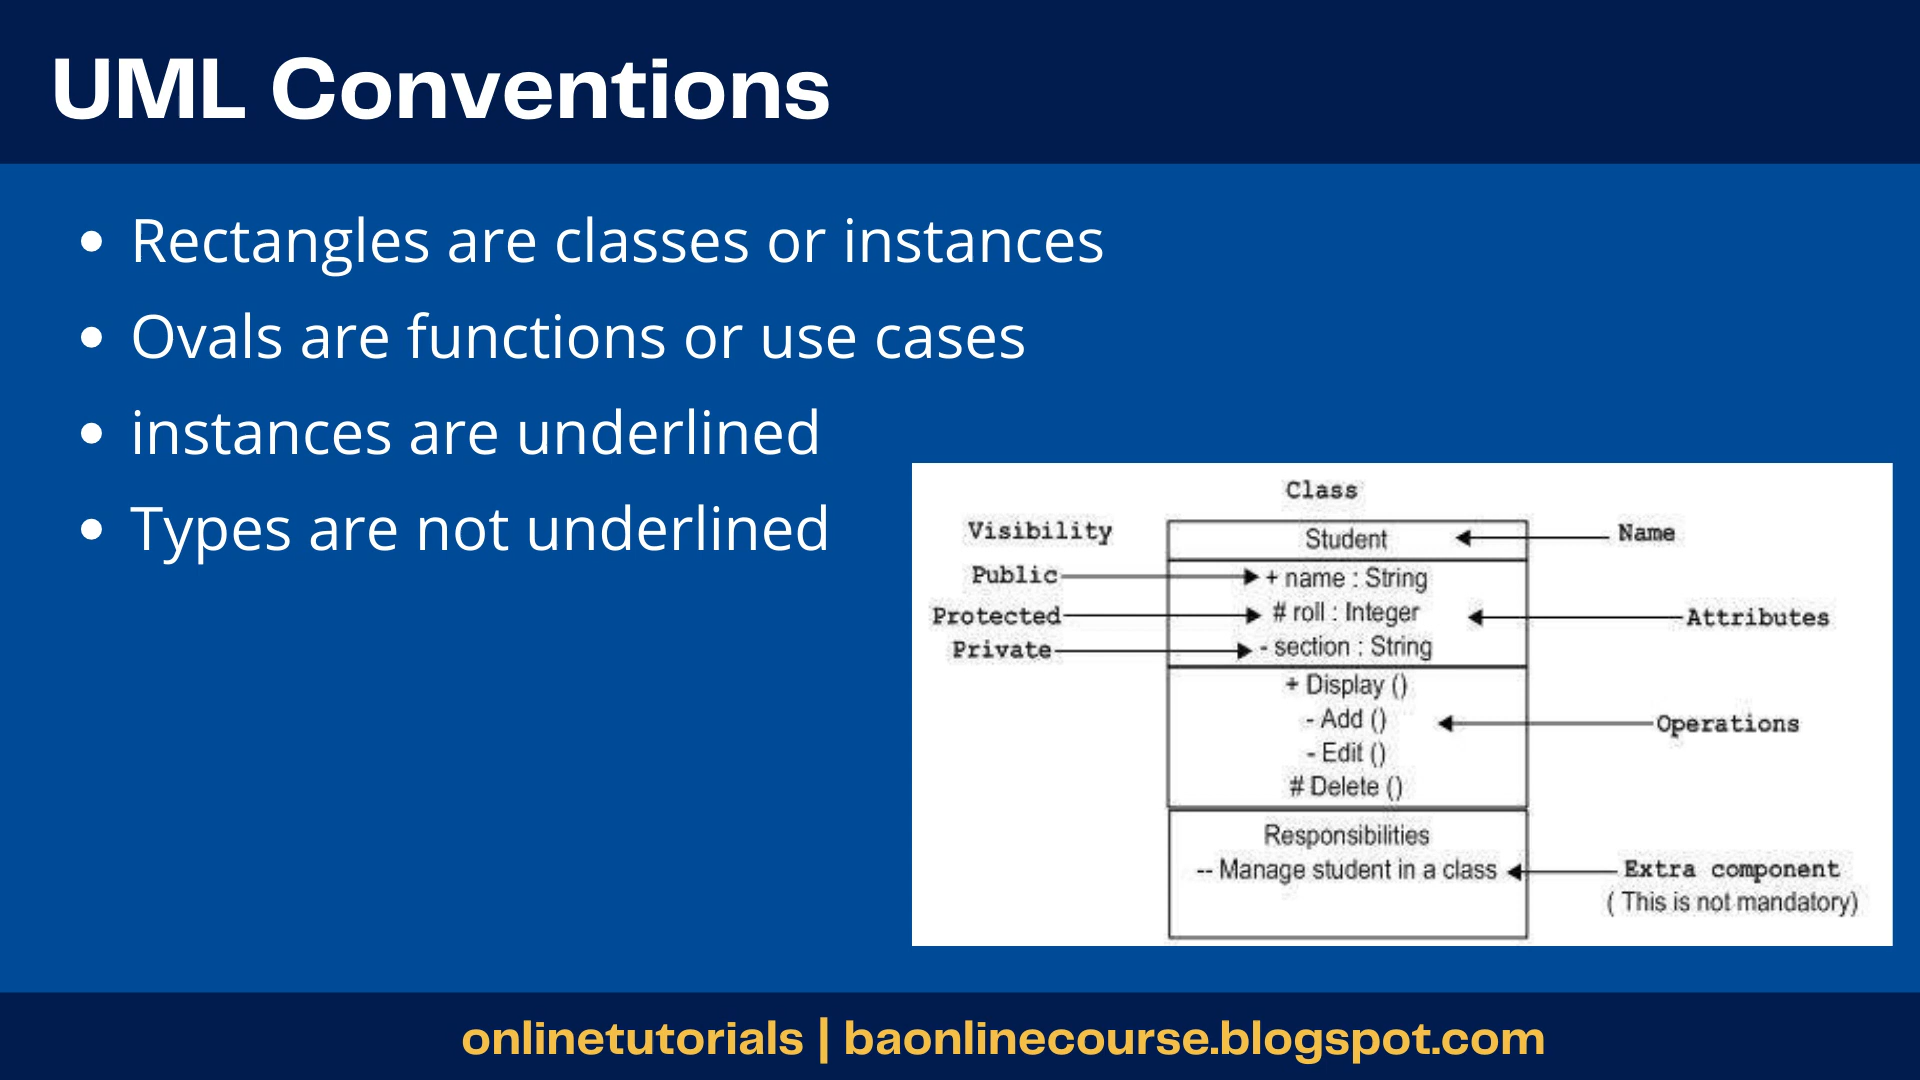 UML Conventions
• Rectangles are classes or instances
• Ovals are functions or use cases
• instances are underlined
• Types are not underlined
Class
Visibility
Student
Name
Public
+ name : String
Protected
# roll : Integer
Attributes
Private
- section : String
+ Display ()
- Add ()
Operations
- Edit ()
# Delete ()
Responsibilities
-- Manage student in a class
Extra component
( This is not mandatory)
onlinetutorials | baonlinecourse.blogspot.com